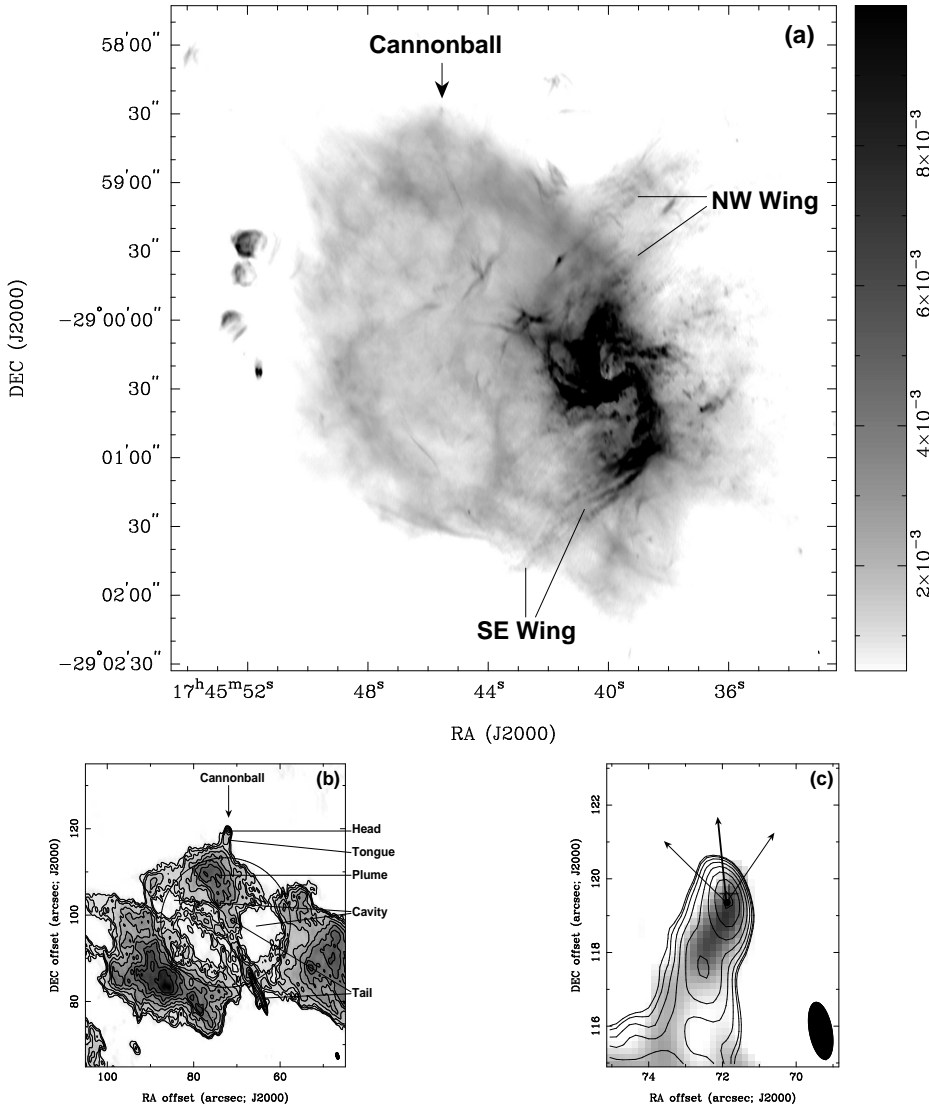 (a)
Cannonball
NW Wing
SE Wing
58'00"
30"
59'00"
30"
−29°00'00"
30"
01'00"
30"
02'00"
−29°02'30"
DEC (J2000)
17ʰ45ᵐ52ˢ
48ˢ
44ˢ
40ˢ
36ˢ
RA (J2000)
8×10⁻³
6×10⁻³
4×10⁻³
2×10⁻³
(b)
Cannonball
Head
Tongue
Plume
Cavity
Tail
120
100
80
DEC offset (arcsec; J2000)
100
80
60
RA offset (arcsec; J2000)
(c)
122
120
118
116
DEC offset (arcsec; J2000)
74
72
70
RA offset (arcsec; J2000)